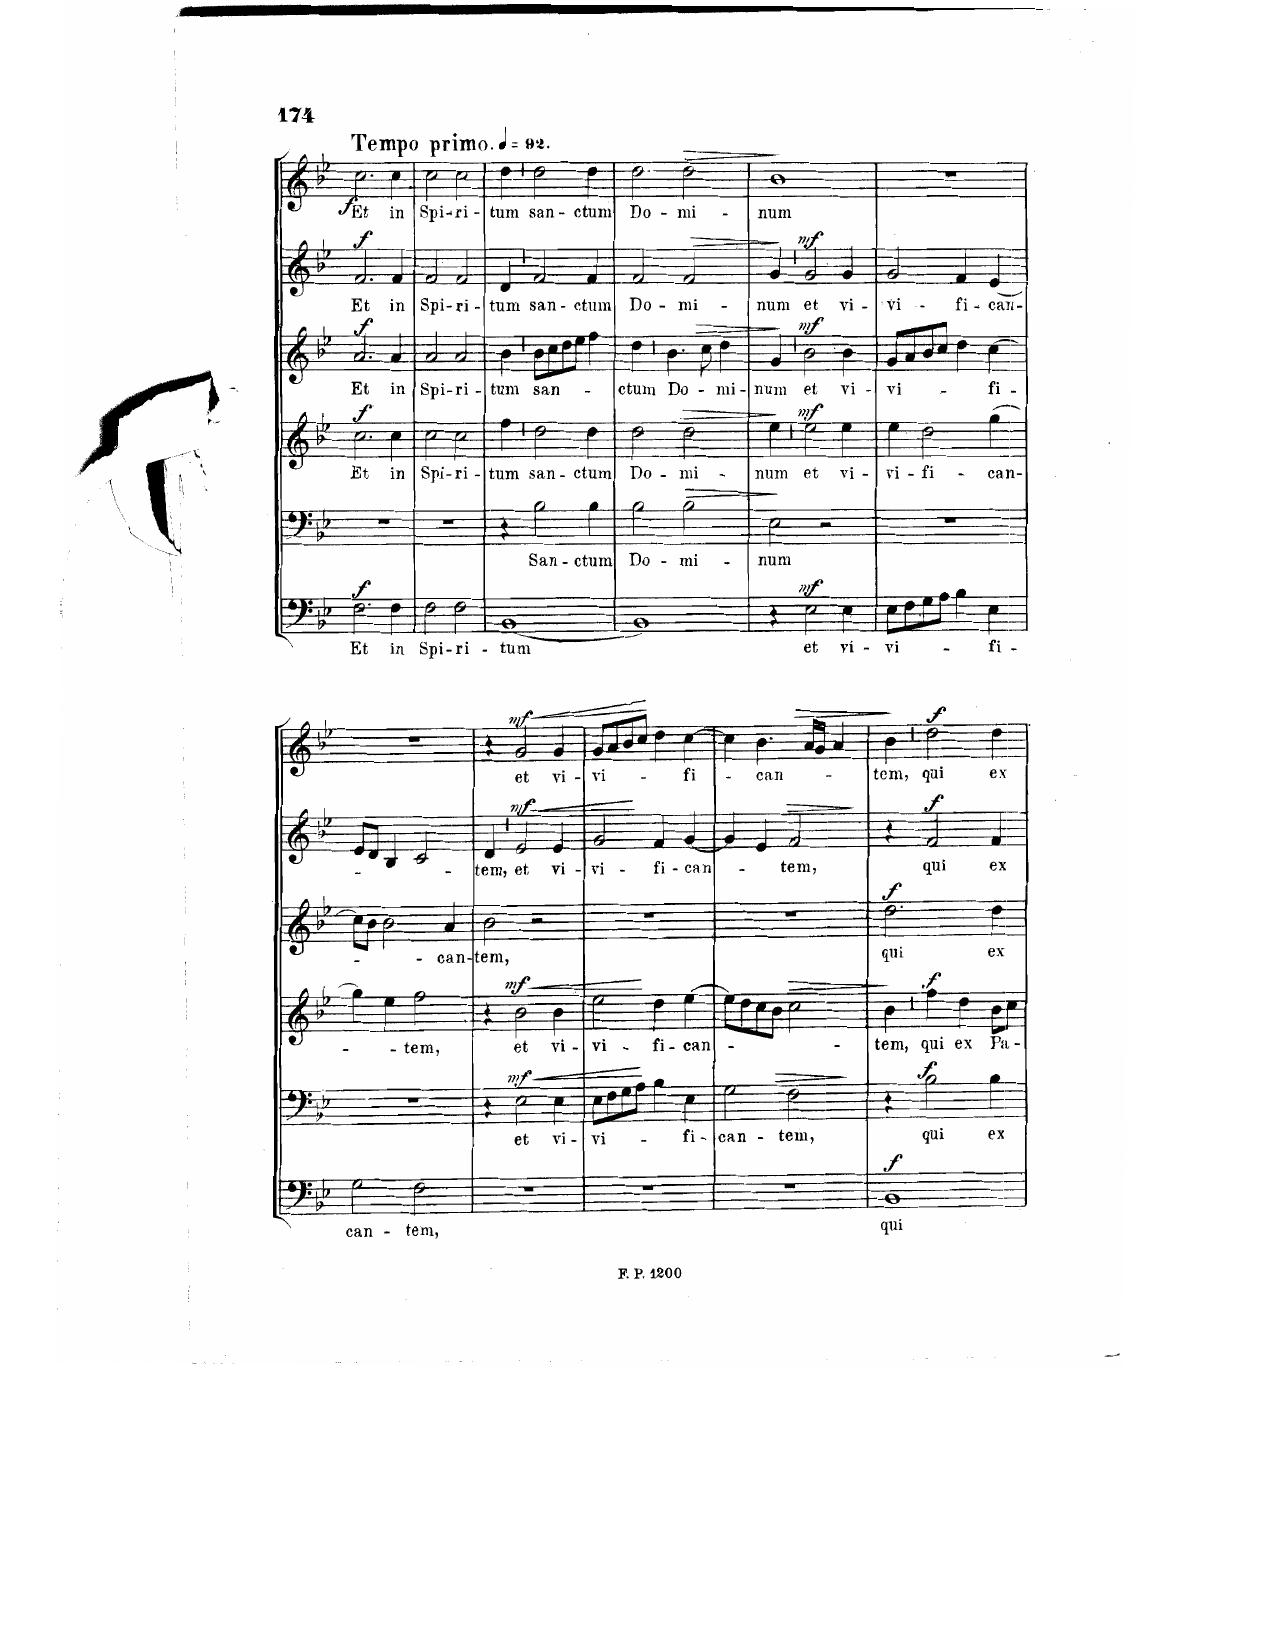 174
Tempo primo. ♩= 92.
f
Et in Spi-ri-tum san-ctum Do-mi-num
f mf
Et in Spi-ri-tum san-ctum Do-mi-num et vi-vi-fi-can-
f mf
Et in Spi-ri-tum san-ctum Do-mi-num et vi-vi-fi-
f mf
Et in Spi-ri-tum san-ctum Do-mi-num et vi-vi-fi-can-
San-ctum Do-mi-num
f mf
Et in Spi-ri-tum et vi-vi-fi-
mf f
et vi-vi-fi-can-tem, qui ex
mf f
-tem, et vi-vi-fi-can-tem, qui ex
f
-can-tem, qui ex
mf f
-tem, et vi-vi-fi-can-tem, qui ex Pa-
mf f
et vi-vi-fi-can-tem, qui ex
f
can-tem, qui
F. P. 1200